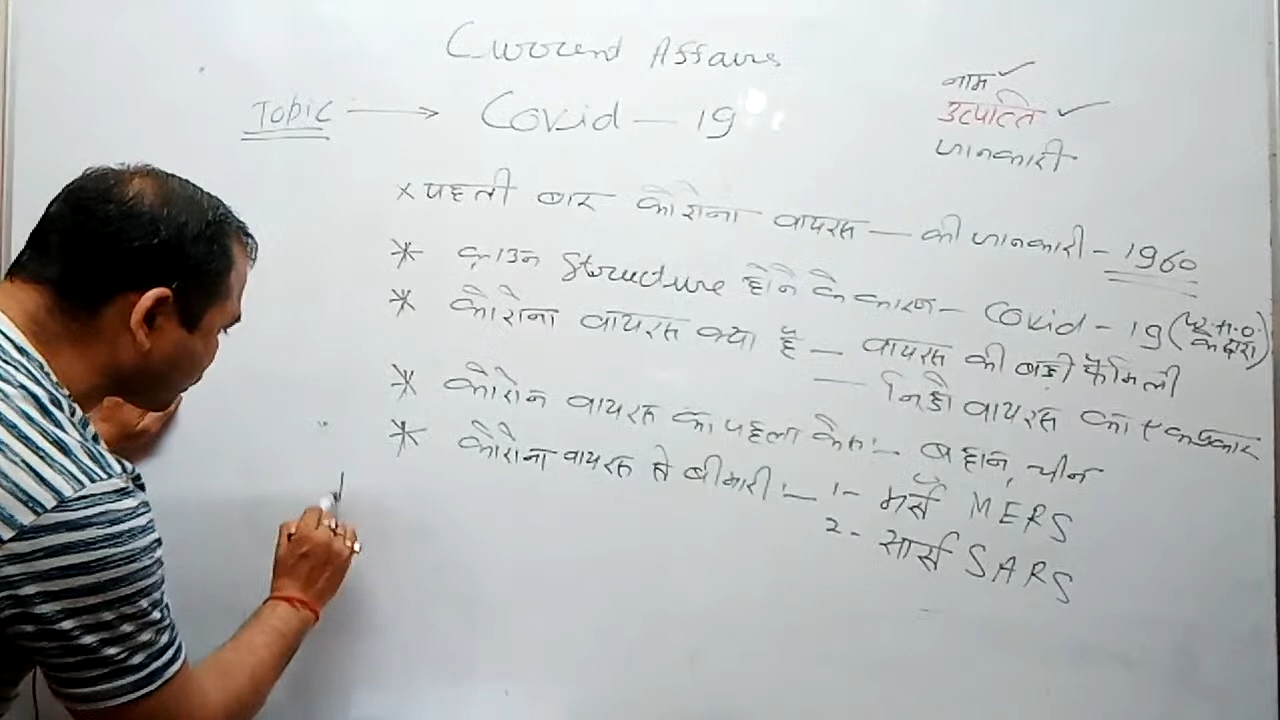 Current Affairs
Topic → Covid - 19
नाम ✓
उत्पत्ति ✓
जानकारी
* पहली बार कोरोना वायरस — की जानकारी - 1960
* क्राउन Structure होने के कारण - Covid - 19 (के द्वारा)
* कोरोना वायरस क्या है — वायरस की बड़ी फैमिली
— वायरस का एक प्रकार
* कोरोन वायरस का पहला केस :- वहान, चीन
* कोरोना वायरस से बीमारी :- 1- मर्स MERS
2- सार्स SARS